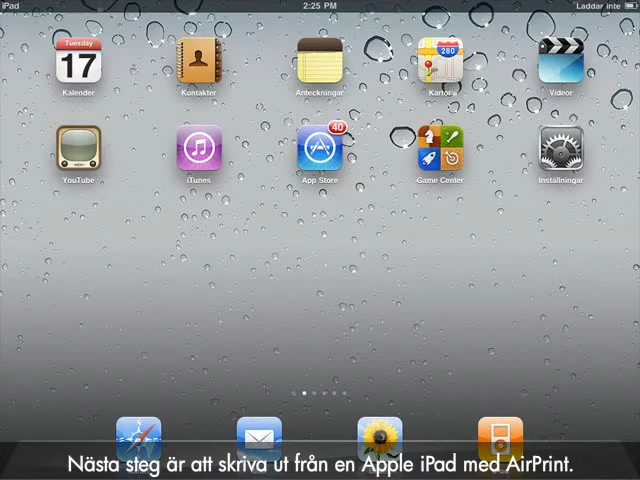 iPad 2:25 PM Laddar inte
Tuesday
17
280
Kalender Kontakter Anteckningar Kartor Videor
40
YouTube iTunes App Store Game Center Inställningar
Nästa steg är att skriva ut från en Apple iPad med AirPrint.